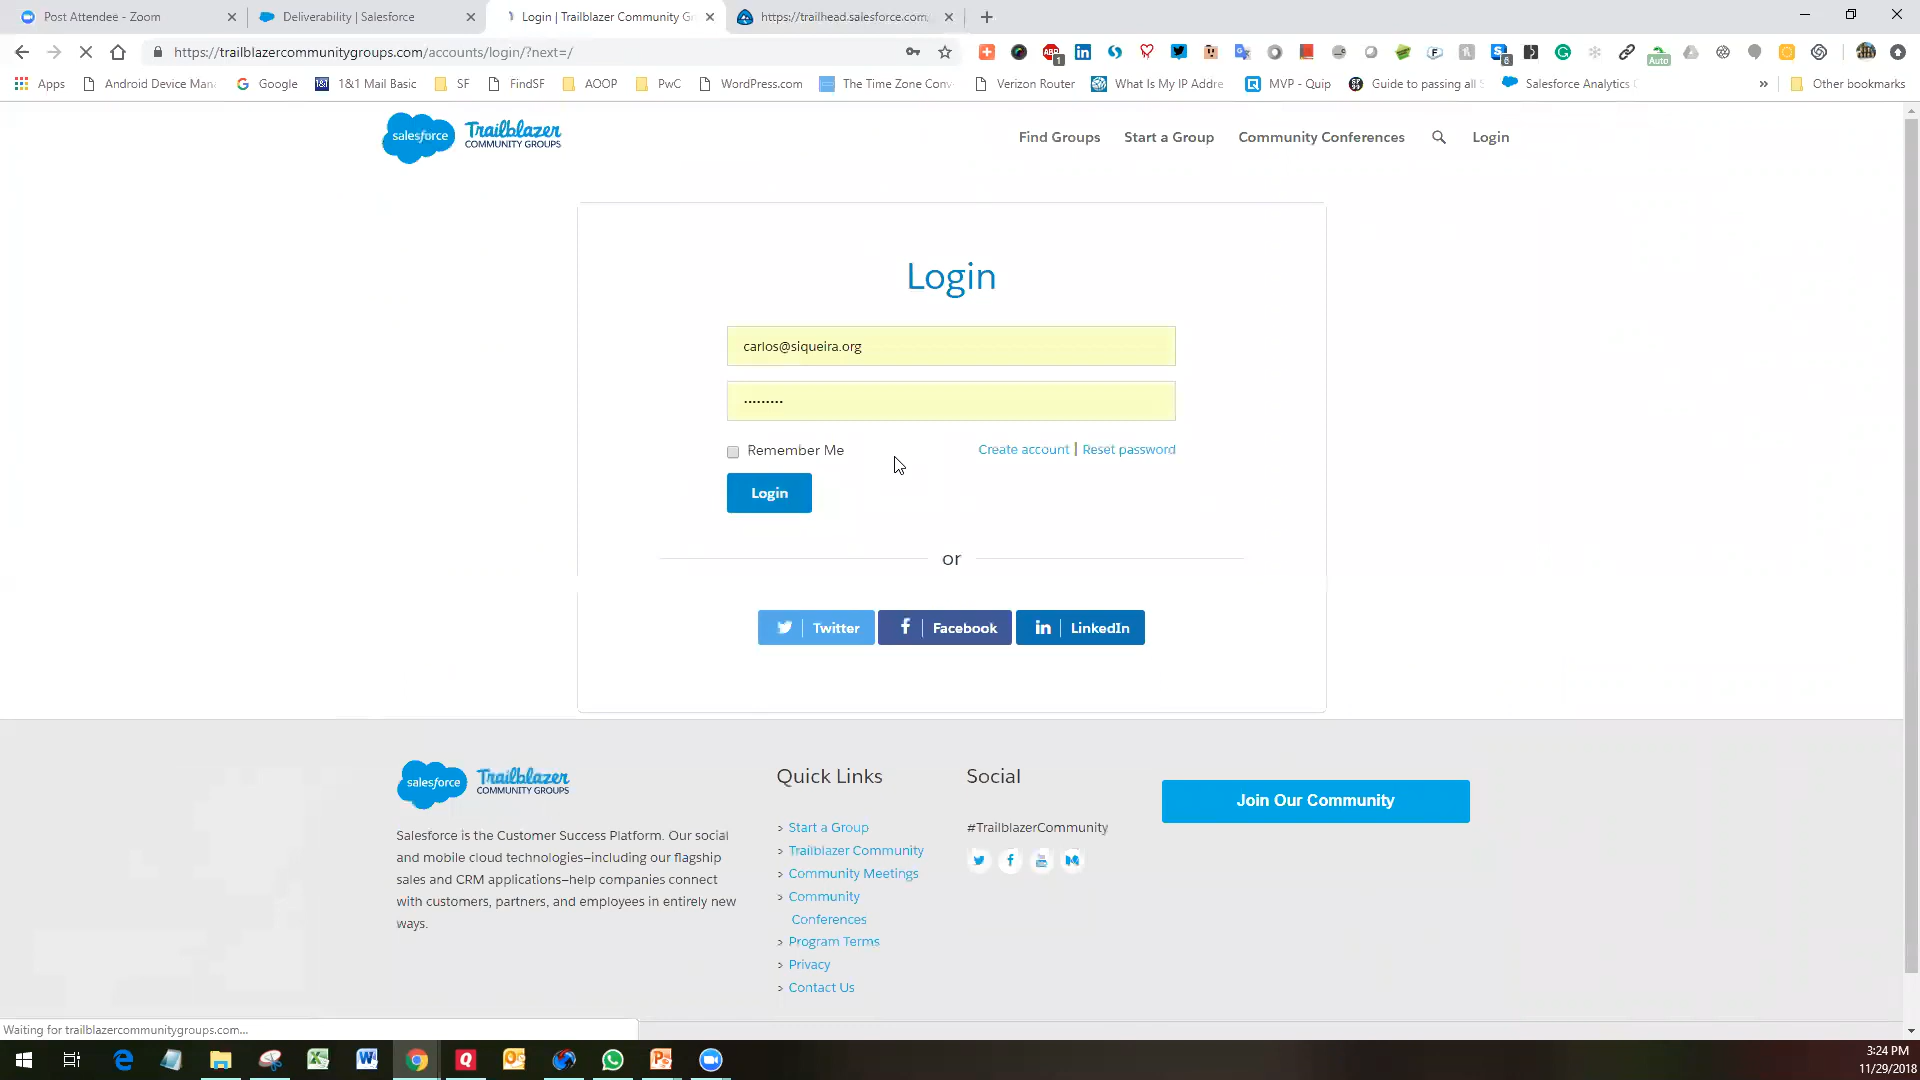 Post Attendee - Zoom
Deliverability | Salesforce
Login | Trailblazer Community Gr
https://trailhead.salesforce.com
https://trailblazercommunitygroups.com/accounts/login/?next=/
Apps
Android Device Mana
Google
1&1 Mail Basic
SF
FindSF
AOOP
PwC
WordPress.com
The Time Zone Conv
Verizon Router
What Is My IP Addre
MVP - Quip
Guide to passing all S
Salesforce Analytics C
»
Other bookmarks
salesforce Trailblazer
COMMUNITY GROUPS
Find Groups
Start a Group
Community Conferences
Login
Login
carlos@siqueira.org
•••••••••
Remember Me
Create account | Reset password
Login
or
Twitter
Facebook
LinkedIn
salesforce Trailblazer
COMMUNITY GROUPS
Salesforce is the Customer Success Platform. Our social
and mobile cloud technologies—including our flagship
sales and CRM applications—help companies connect
with customers, partners, and employees in entirely new
ways.
Quick Links
> Start a Group
> Trailblazer Community
> Community Meetings
> Community
Conferences
> Program Terms
> Privacy
> Contact Us
Social
#TrailblazerCommunity
Join Our Community
Waiting for trailblazercommunitygroups.com...
3:24 PM
11/29/2018